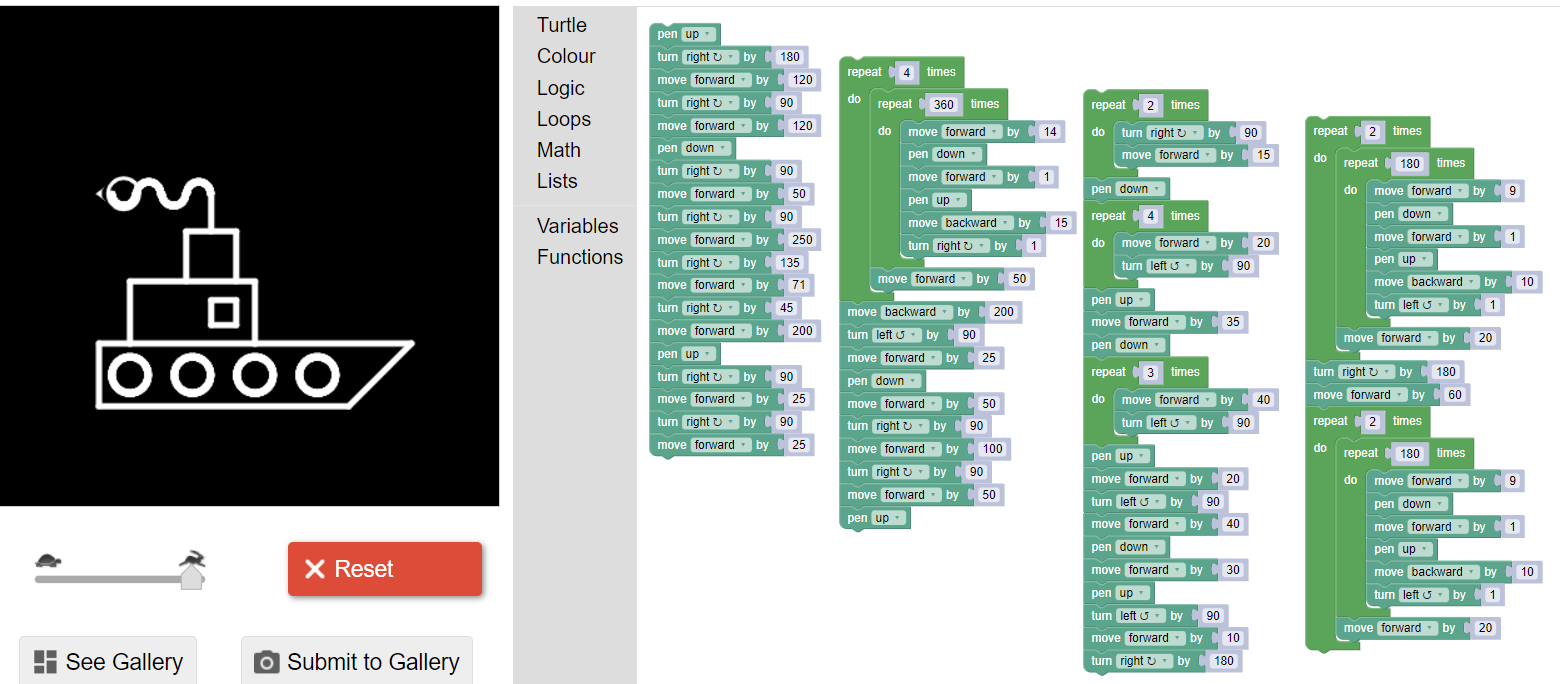 Turtle
Colour
Logic
Loops
Math
Lists
Variables
Functions
pen up
turn right ↻ by 180
move forward by 120
turn right ↻ by 90
move forward by 120
pen down
turn right ↻ by 90
move forward by 50
turn right ↻ by 90
move forward by 250
turn right ↻ by 135
move forward by 71
turn right ↻ by 45
move forward by 200
pen up
turn right ↻ by 90
move forward by 25
turn right ↻ by 90
move forward by 25
repeat 4 times
do repeat 360 times
do move forward by 14
pen down
move forward by 1
pen up
move backward by 15
turn right ↻ by 1
move forward by 50
move backward by 200
turn left ↺ by 90
move forward by 25
pen down
move forward by 50
turn right ↻ by 90
move forward by 100
turn right ↻ by 90
move forward by 50
pen up
repeat 2 times
do turn right ↻ by 90
move forward by 15
pen down
repeat 4 times
do move forward by 20
turn left ↺ by 90
pen up
move forward by 35
pen down
repeat 3 times
do move forward by 40
turn left ↺ by 90
pen up
move forward by 20
turn left ↺ by 90
move forward by 40
pen down
move forward by 30
pen up
turn left ↺ by 90
move forward by 10
turn right ↻ by 180
repeat 2 times
do repeat 180 times
do move forward by 9
pen down
move forward by 1
pen up
move backward by 10
turn left ↺ by 1
move forward by 20
turn right ↻ by 180
move forward by 60
repeat 2 times
do repeat 180 times
do move forward by 9
pen down
move forward by 1
pen up
move backward by 10
turn left ↺ by 1
move forward by 20
Reset
See Gallery
Submit to Gallery